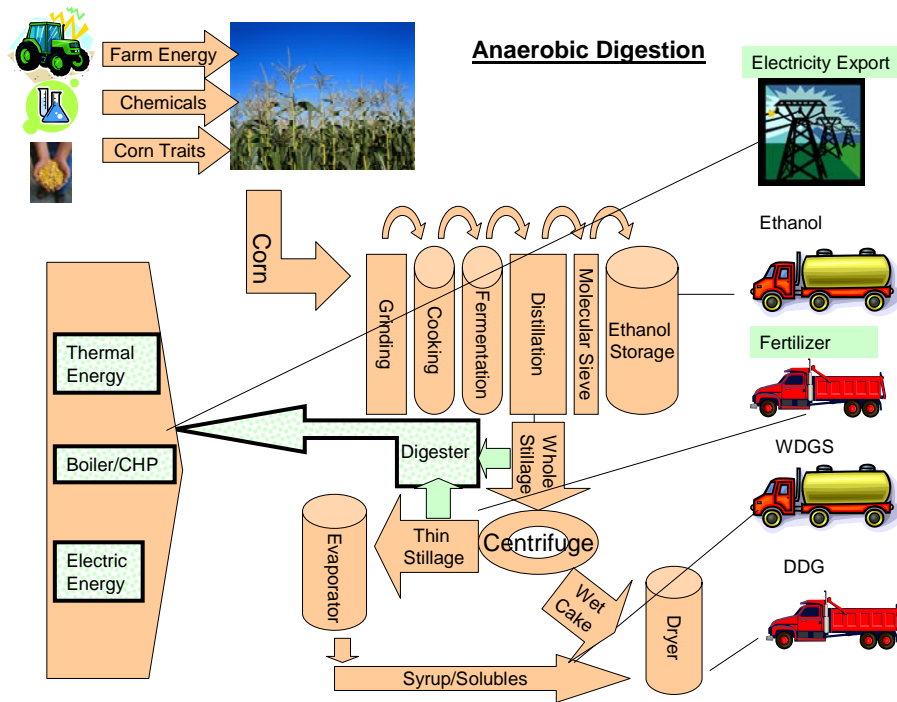 Anaerobic Digestion
Farm Energy
Chemicals
Corn Traits
Electricity Export
Corn
Ethanol
Grinding
Cooking
Fermentation
Distillation
Molecular Sieve
Ethanol
Storage
Fertilizer
Thermal
Energy
Boiler/CHP
Electric
Energy
Digester
Whole
Stillage
WDGS
Evaporator
Thin
Stillage
Centrifuge
Wet
Cake
Dryer
DDG
Syrup/Solubles